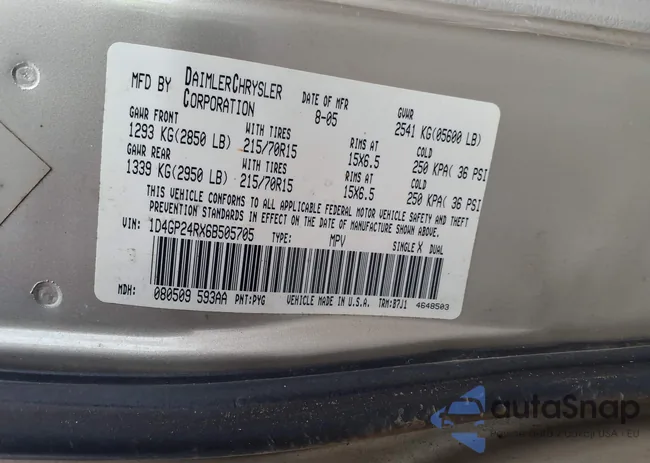 MFD BY DAIMLERCHRYSLER CORPORATION DATE OF MFR 8-05 GVWR 2541 KG(05600 LB)
GAWR FRONT WITH TIRES RIMS AT COLD
1293 KG(2850 LB) 215/70R15 15X6.5 250 KPA( 36 PSI
GAWR REAR WITH TIRES RIMS AT COLD
1339 KG(2950 LB) 215/70R15 15X6.5 250 KPA( 36 PSI
THIS VEHICLE CONFORMS TO ALL APPLICABLE FEDERAL MOTOR VEHICLE SAFETY AND THEFT
PREVENTION STANDARDS IN EFFECT ON THE DATE OF MANUFACTURE SHOWN ABOVE.
VIN: 1D4GP24RX6B505705 TYPE: MPV SINGLE X DUAL
MDH: 080509 593AA PNT:PYG VEHICLE MADE IN U.S.A. TRM:B7J1 4648503
autoSnap